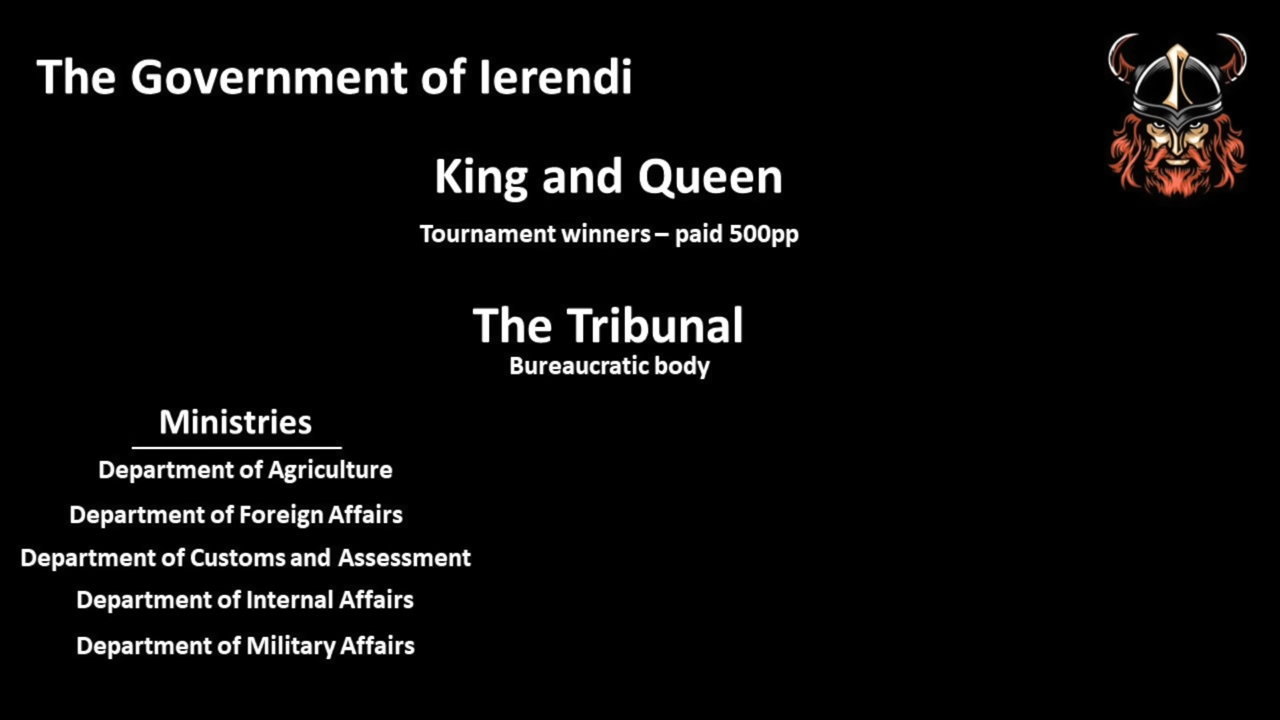 The Government of Ierendi
King and Queen
Tournament winners – paid 500pp
The Tribunal
Bureaucratic body
Ministries
Department of Agriculture
Department of Foreign Affairs
Department of Customs and Assessment
Department of Internal Affairs
Department of Military Affairs